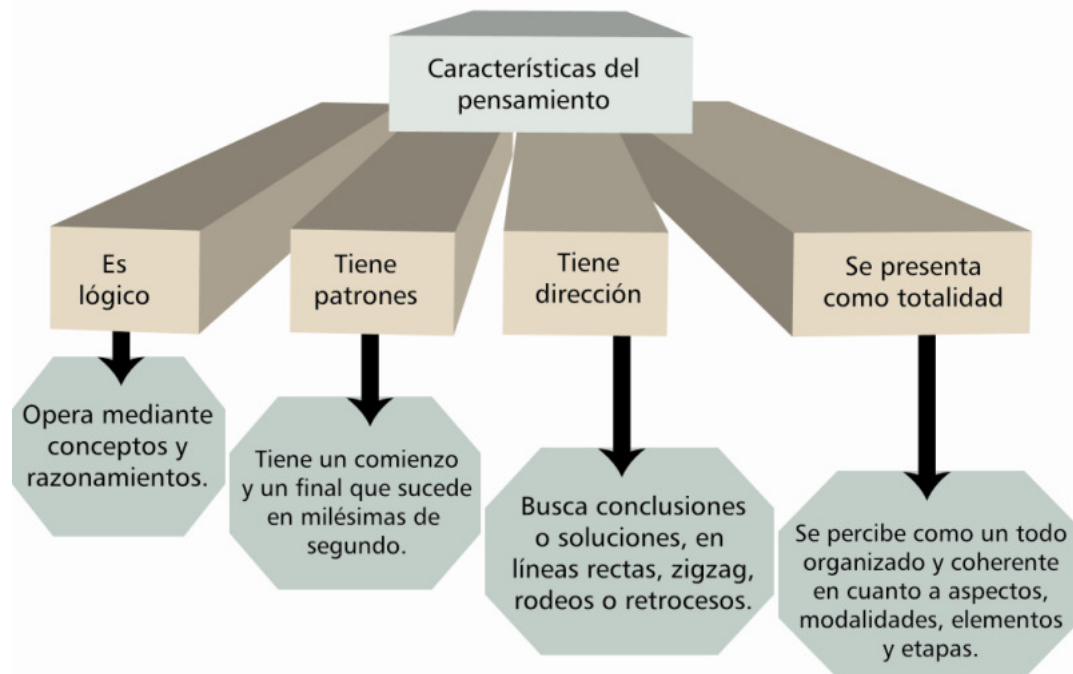 Características del
pensamiento
Es
lógico
Tiene
patrones
Tiene
dirección
Se presenta
como totalidad
Opera mediante
conceptos y
razonamientos.
Tiene un comienzo
y un final que sucede
en milésimas de
segundo.
Busca conclusiones
o soluciones, en
líneas rectas, zigzag,
rodeos o retrocesos.
Se percibe como un todo
organizado y coherente
en cuanto a aspectos,
modalidades, elementos
y etapas.